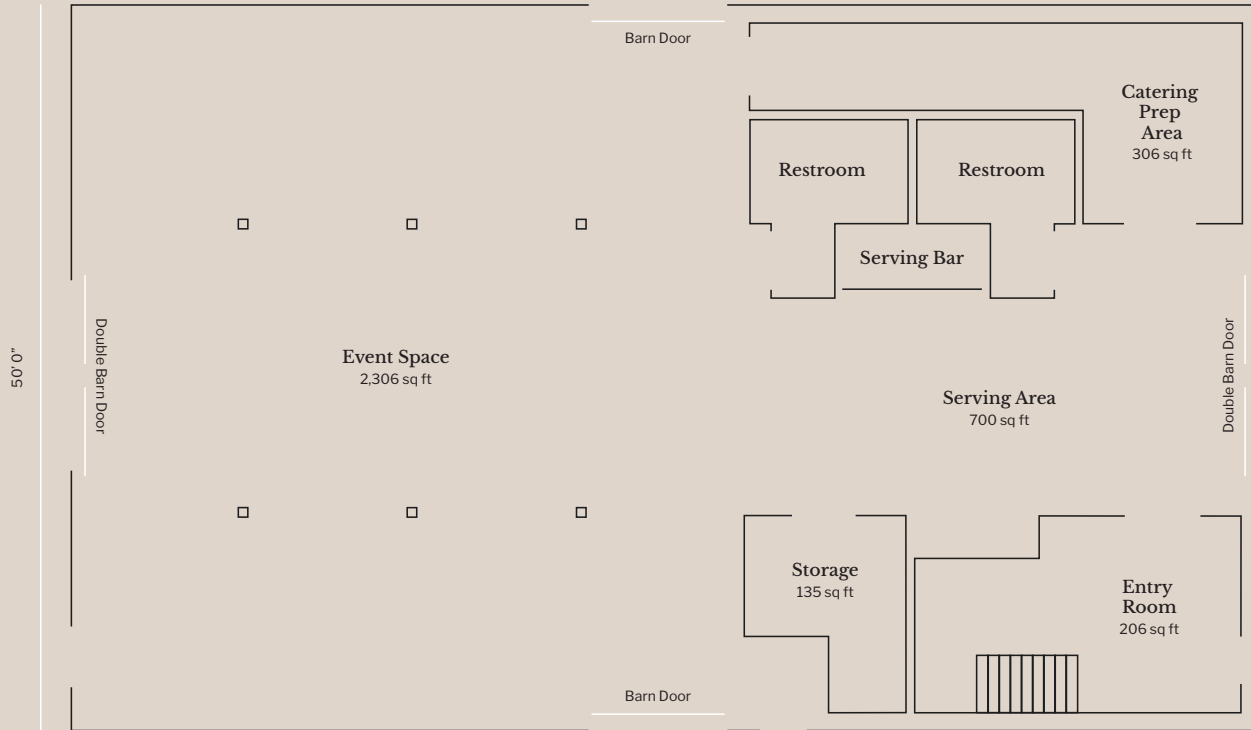 Barn Door
Catering
Prep
Area
306 sq ft
Restroom
Restroom
Serving Bar
50’ 0”
Double Barn Door
Event Space
2,306 sq ft
Serving Area
700 sq ft
Double Barn Door
Storage
135 sq ft
Entry
Room
206 sq ft
Barn Door